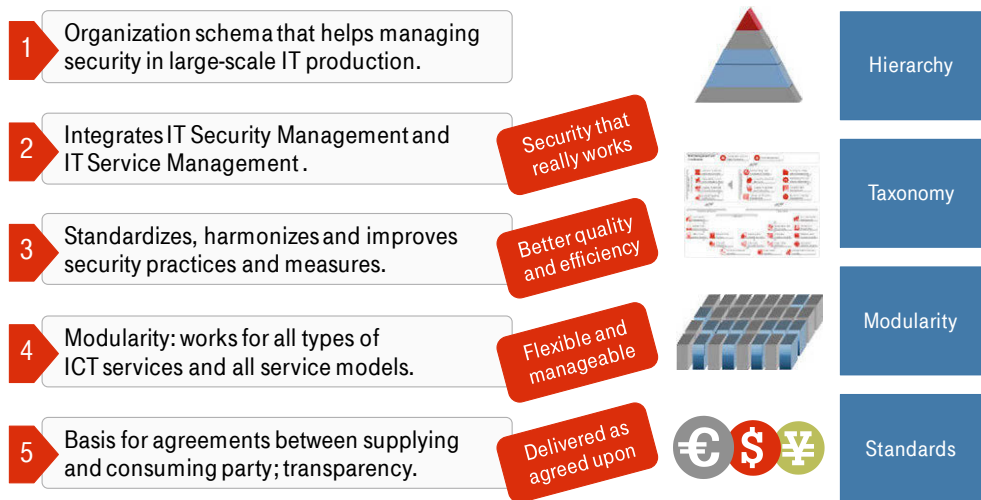 1
Organization schema that helps managing
security in large-scale IT production.
2
Integrates IT Security Management and
IT Service Management .
Security that
really works
3
Standardizes, harmonizes and improves
security practices and measures.
Better quality
and efficiency
4
Modularity: works for all types of
ICT services and all service models.
Flexible and
manageable
5
Basis for agreements between supplying
and consuming party; transparency.
Delivered as
agreed upon
€ $ ¥
Hierarchy
Taxonomy
Modularity
Standards